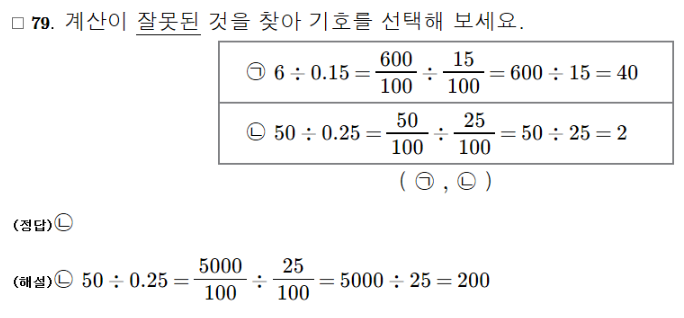 □ 79. 계산이 잘못된 것을 찾아 기호를 선택해 보세요.
㉠ 6 ÷ 0.15 = 600/100 ÷ 15/100 = 600 ÷ 15 = 40
㉡ 50 ÷ 0.25 = 50/100 ÷ 25/100 = 50 ÷ 25 = 2
( ㉠ , ㉡ )
(정답) ㉡
(해설) ㉡ 50 ÷ 0.25 = 5000/100 ÷ 25/100 = 5000 ÷ 25 = 200